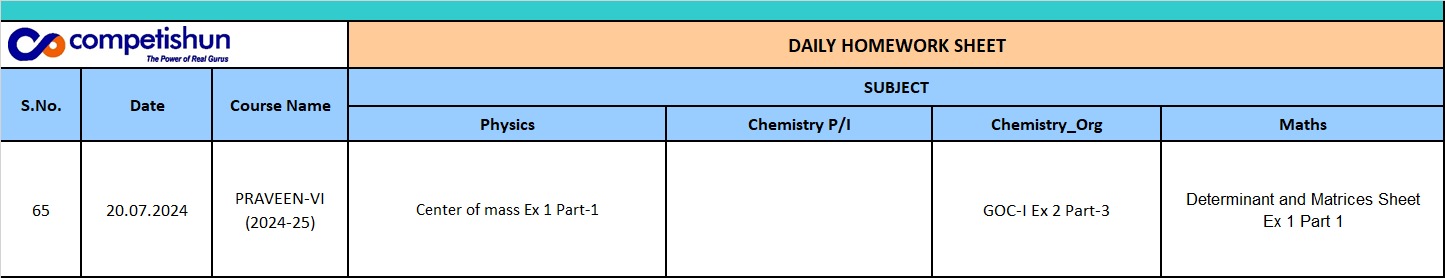 competishun
The Power of Real Gurus
DAILY HOMEWORK SHEET
S.No.
Date
Course Name
SUBJECT
Physics
Chemistry P/I
Chemistry_Org
Maths
65
20.07.2024
PRAVEEN-VI
(2024-25)
Center of mass Ex 1 Part-1
GOC-I Ex 2 Part-3
Determinant and Matrices Sheet
Ex 1 Part 1